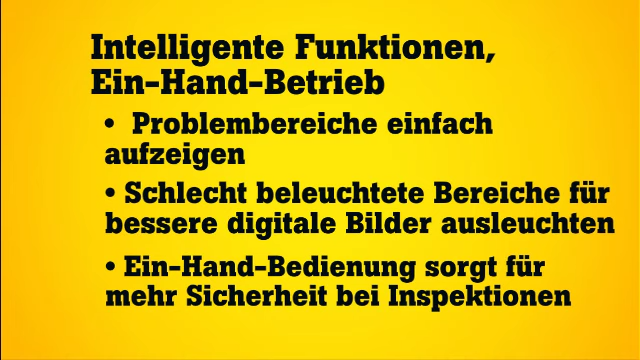 Intelligente Funktionen,
Ein-Hand-Betrieb
• Problembereiche einfach
aufzeigen
• Schlecht beleuchtete Bereiche für
bessere digitale Bilder ausleuchten
• Ein-Hand-Bedienung sorgt für
mehr Sicherheit bei Inspektionen